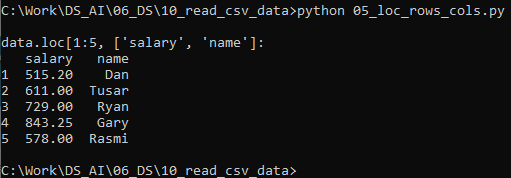 C:\Work\DS_AI\06_DS\10_read_csv_data>python 05_loc_rows_cols.py
data.loc[1:5, ['salary', 'name']:
   salary   name
1  515.20    Dan
2  611.00  Tusar
3  729.00   Ryan
4  843.25   Gary
5  578.00  Rasmi
C:\Work\DS_AI\06_DS\10_read_csv_data>